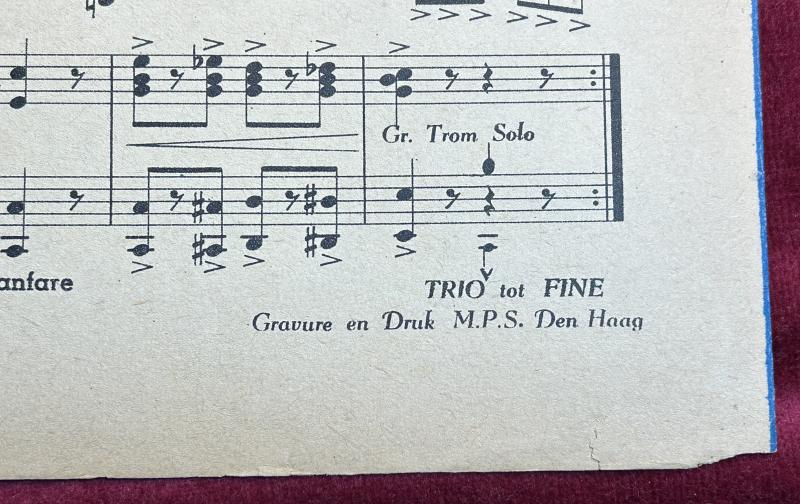 Gr. Trom Solo
anfare
TRIO tot FINE
Gravure en Druk M.P.S. Den Haag